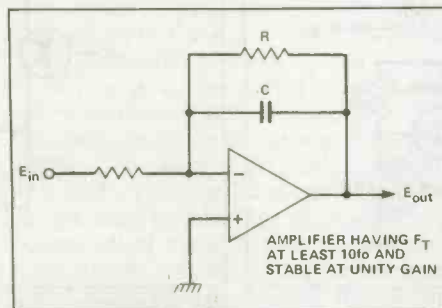 R
C
E in
−
+
E out
AMPLIFIER HAVING F T
AT LEAST 10fo AND
STABLE AT UNITY GAIN